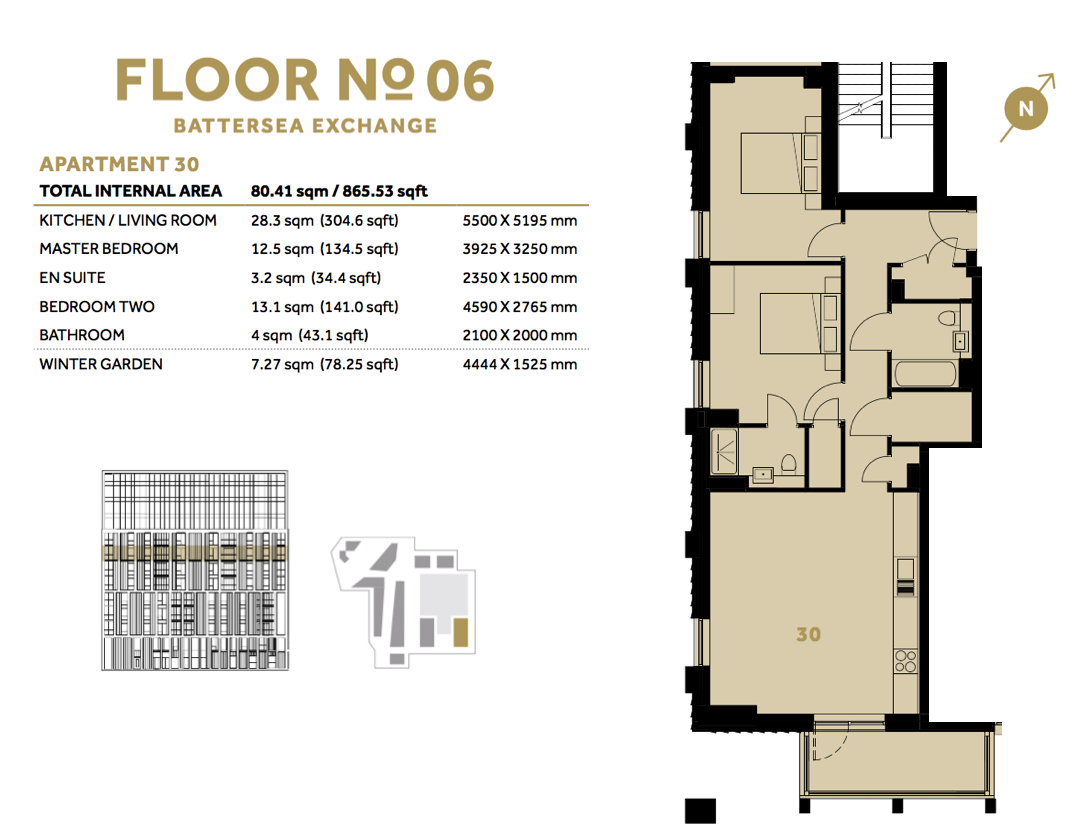 FLOOR Nº 06
BATTERSEA EXCHANGE
APARTMENT 30
TOTAL INTERNAL AREA 80.41 sqm / 865.53 sqft
KITCHEN / LIVING ROOM 28.3 sqm (304.6 sqft) 5500 X 5195 mm
MASTER BEDROOM 12.5 sqm (134.5 sqft) 3925 X 3250 mm
EN SUITE 3.2 sqm (34.4 sqft) 2350 X 1500 mm
BEDROOM TWO 13.1 sqm (141.0 sqft) 4590 X 2765 mm
BATHROOM 4 sqm (43.1 sqft) 2100 X 2000 mm
WINTER GARDEN 7.27 sqm (78.25 sqft) 4444 X 1525 mm
N
30